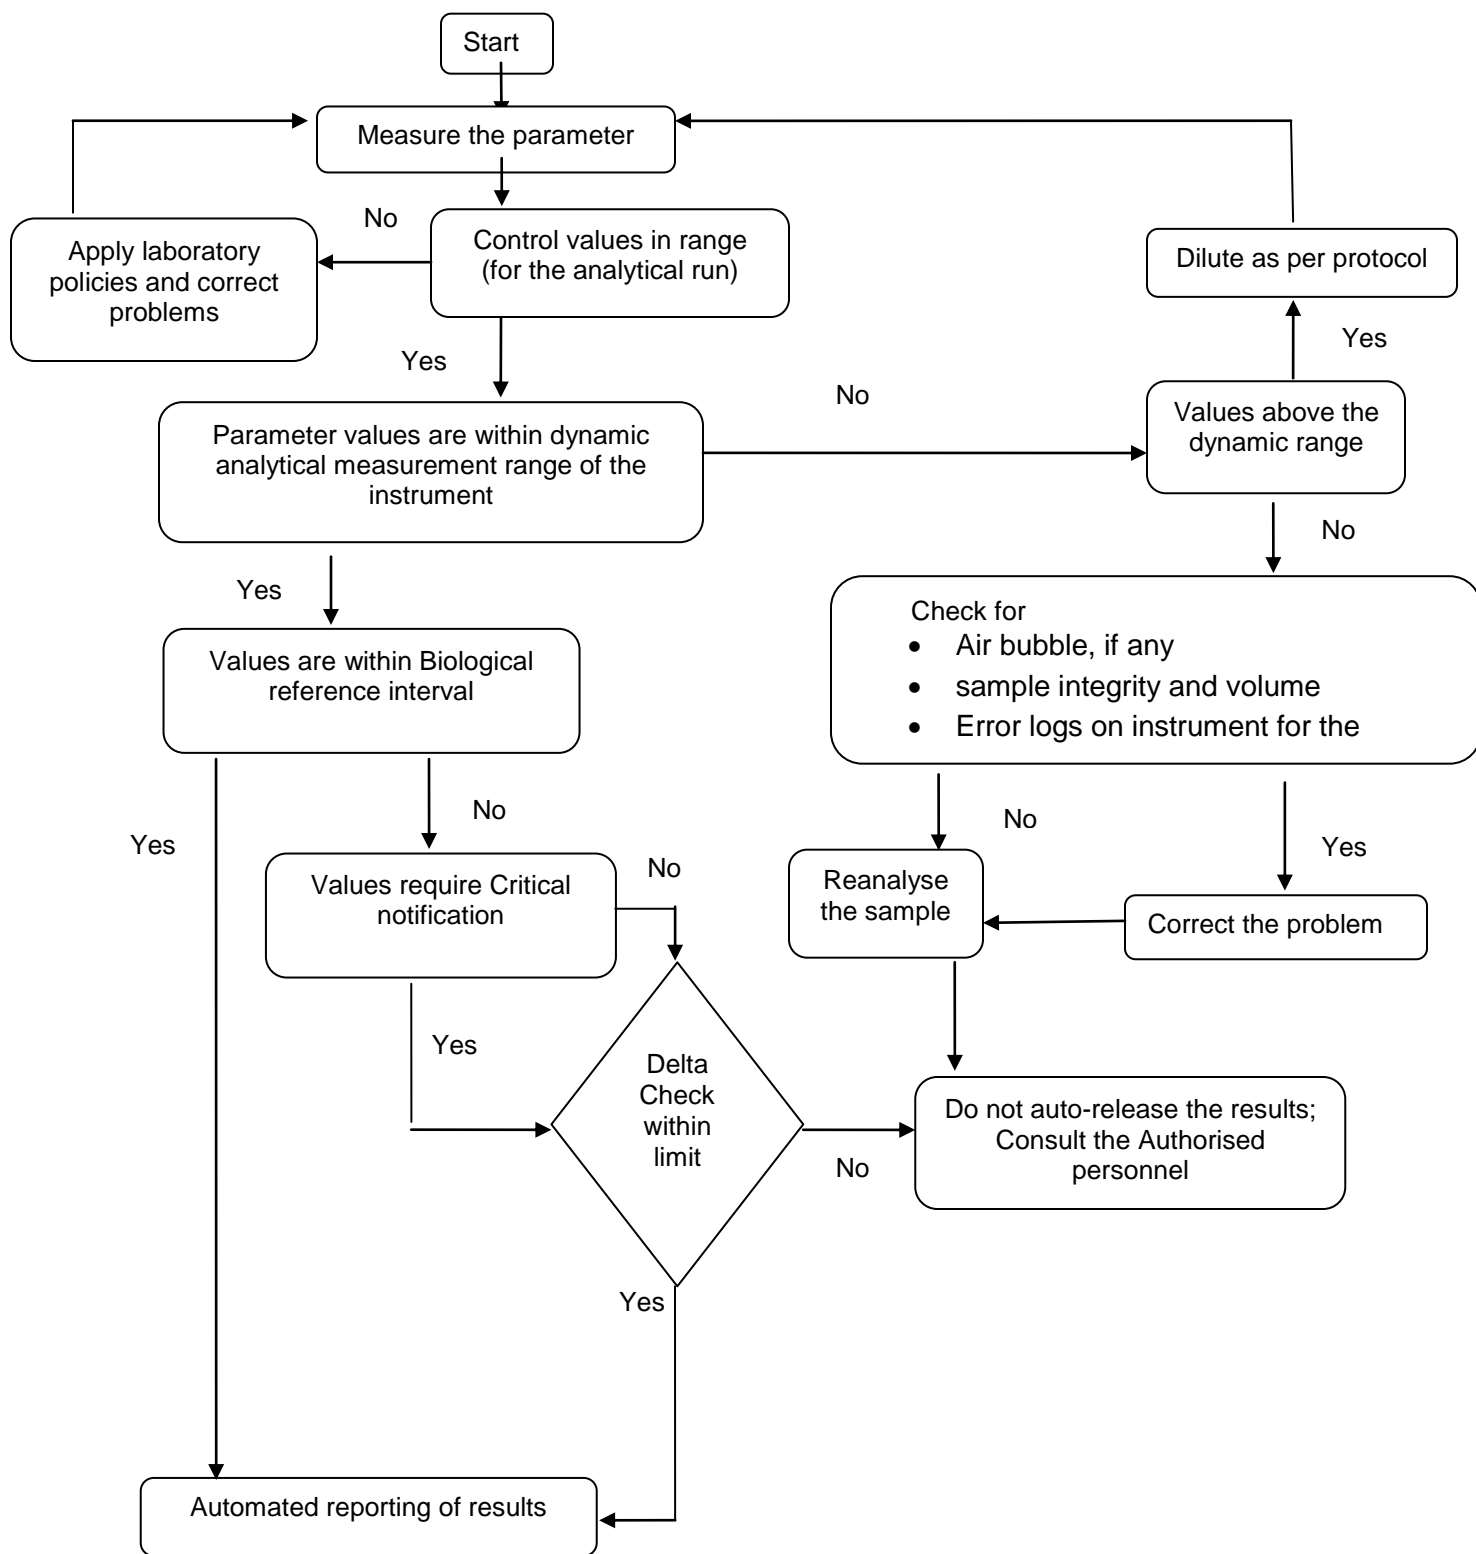 Start
Measure the parameter
No
Apply laboratory
policies and correct
problems
Control values in range
(for the analytical run)
Dilute as per protocol
Yes
Yes
No
Values above the
dynamic range
Parameter values are within dynamic
analytical measurement range of the
instrument
No
Yes
Check for
• Air bubble, if any
• sample integrity and volume
• Error logs on instrument for the
Values are within Biological
reference interval
No
Yes
No
Yes
Values require Critical
notification
No
Reanalyse
the sample
Correct the problem
Yes
Delta
Check
within
limit
No
Do not auto-release the results;
Consult the Authorised
personnel
Yes
Automated reporting of results